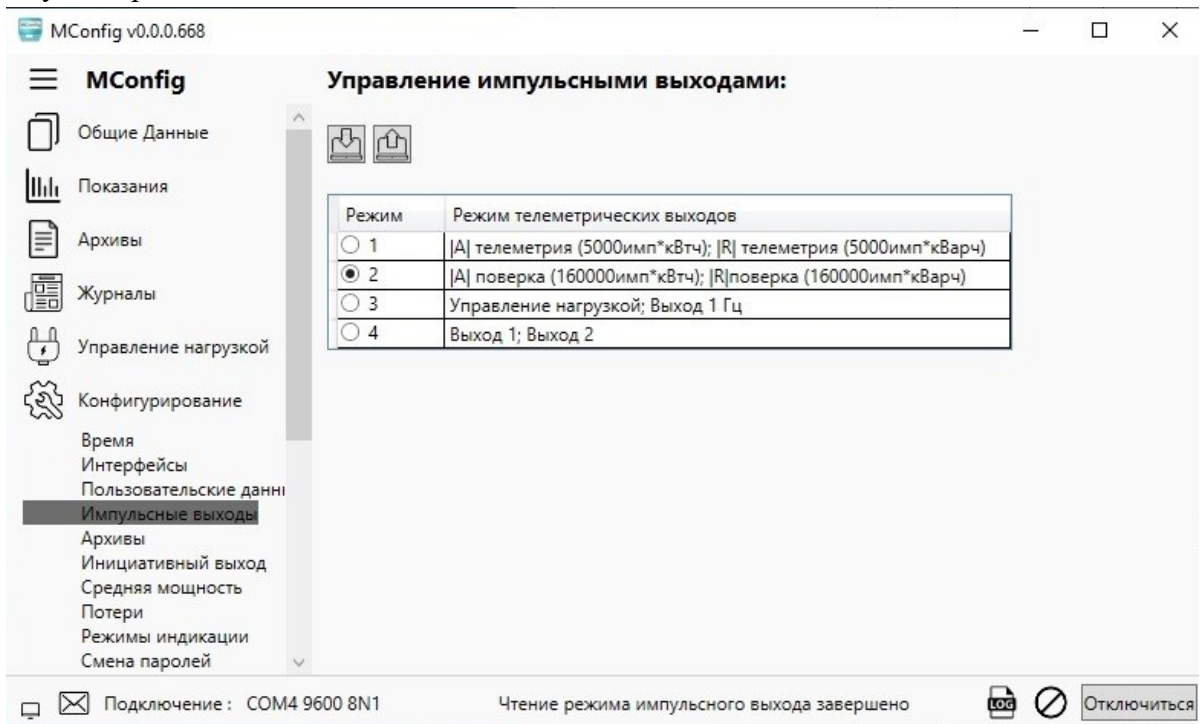 MConfig v0.0.0.668
MConfig
Управление импульсными выходами:
Общие Данные
Показания
Архивы
Журналы
Управление нагрузкой
Конфигурирование
Время
Интерфейсы
Пользовательские данн
Импульсные выходы
Архивы
Инициативный выход
Средняя мощность
Потери
Режимы индикации
Смена паролей
Режим Режим телеметрических выходов
1 |A| телеметрия (5000имп*кВтч); |R| телеметрия (5000имп*кВарч)
2 |A| поверка (160000имп*кВтч); |R|поверка (160000имп*кВарч)
3 Управление нагрузкой; Выход 1 Гц
4 Выход 1; Выход 2
Подключение : COM4 9600 8N1 Чтение режима импульсного выхода завершено LOG Отключиться